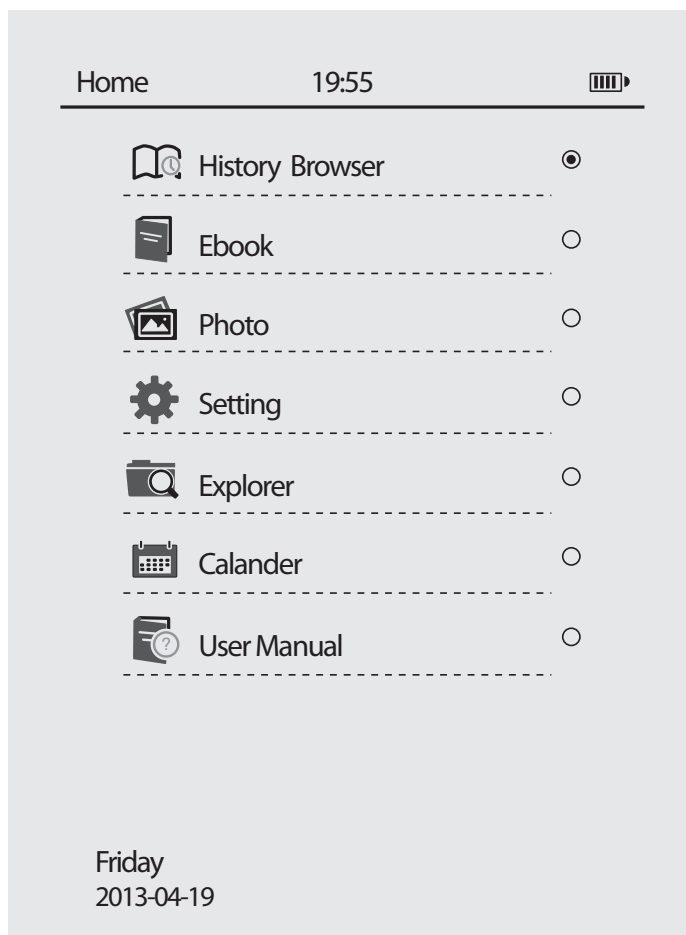 Home 19:55
History Browser
Ebook
Photo
Setting
Explorer
Calander
User Manual
Friday
2013-04-19